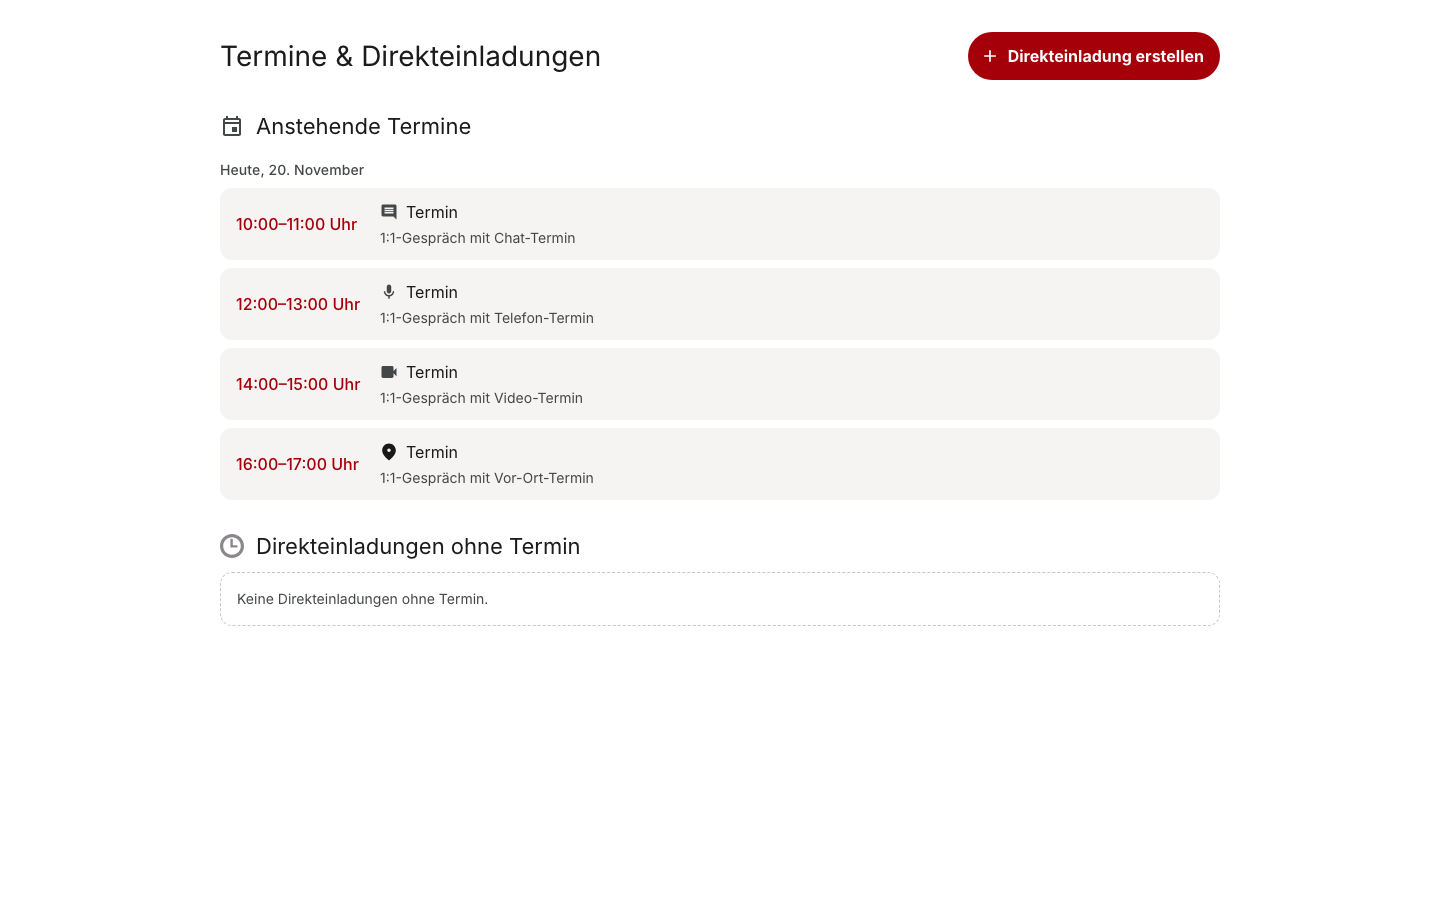 Termine & Direkteinladungen
Direkteinladung erstellen
Anstehende Termine
Heute, 20. November
10:00–11:00 Uhr
Termin
1:1-Gespräch mit Chat-Termin
12:00–13:00 Uhr
Termin
1:1-Gespräch mit Telefon-Termin
14:00–15:00 Uhr
Termin
1:1-Gespräch mit Video-Termin
16:00–17:00 Uhr
Termin
1:1-Gespräch mit Vor-Ort-Termin
Direkteinladungen ohne Termin
Keine Direkteinladungen ohne Termin.